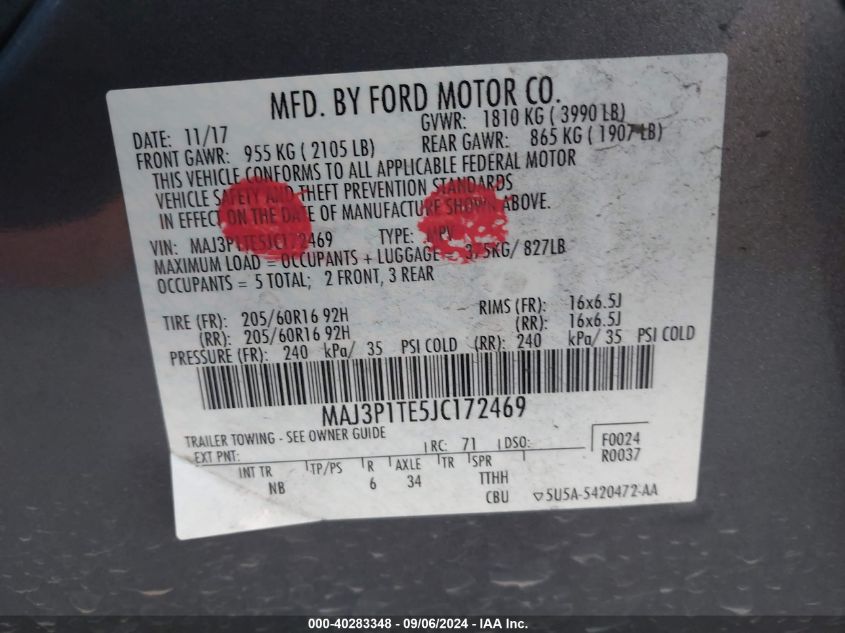 MFD. BY FORD MOTOR CO.
DATE: 11/17 GVWR: 1810 KG ( 3990 LB)
FRONT GAWR: 955 KG ( 2105 LB) REAR GAWR: 865 KG ( 1907 LB)
THIS VEHICLE CONFORMS TO ALL APPLICABLE FEDERAL MOTOR
VEHICLE SAFETY AND THEFT PREVENTION STANDARDS
IN EFFECT ON THE DATE OF MANUFACTURE SHOWN ABOVE.
VIN: MAJ3P1TE5JC172469 TYPE: MPV
MAXIMUM LOAD = OCCUPANTS + LUGGAGE = 375KG/ 827LB
OCCUPANTS = 5 TOTAL; 2 FRONT, 3 REAR
TIRE (FR): 205/60R16 92H RIMS (FR): 16x6.5J
(RR): 205/60R16 92H (RR): 16x6.5J
PRESSURE (FR): 240 kPa/ 35 PSI COLD (RR): 240 kPa/ 35 PSI COLD
MAJ3P1TE5JC172469
TRAILER TOWING - SEE OWNER GUIDE
EXT PNT: RC: 71 DSO: F0024
R0037
INT TR TP/PS R AXLE TR SPR
NB 6 34 TTHH
CBU 5U5A-5420472-AA
000-40283348 - 09/06/2024 - IAA Inc.